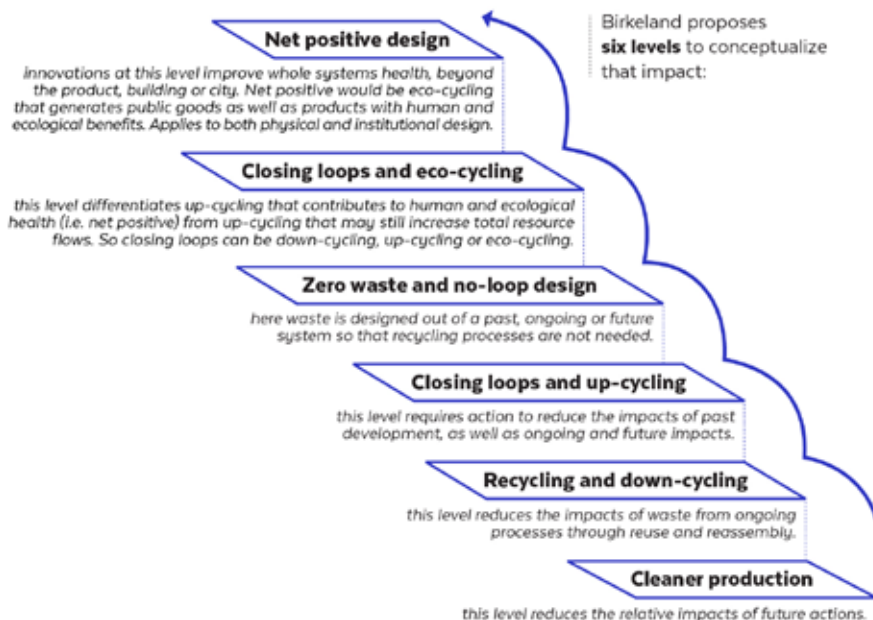 Birkeland proposes
six levels to conceptualize
that impact:
Net positive design
innovations at this level improve whole systems health, beyond
the product, building or city. Net positive would be eco-cycling
that generates public goods as well as products with human and
ecological benefits. Applies to both physical and institutional design.
Closing loops and eco-cycling
this level differentiates up-cycling that contributes to human and ecological
health (i.e. net positive) from up-cycling that may still increase total resource
flows. So closing loops can be down-cycling, up-cycling or eco-cycling.
Zero waste and no-loop design
here waste is designed out of a past, ongoing or future
system so that recycling processes are not needed.
Closing loops and up-cycling
this level requires action to reduce the impacts of past
development, as well as ongoing and future impacts.
Recycling and down-cycling
this level reduces the impacts of waste from ongoing
processes through reuse and reassembly.
Cleaner production
this level reduces the relative impacts of future actions.